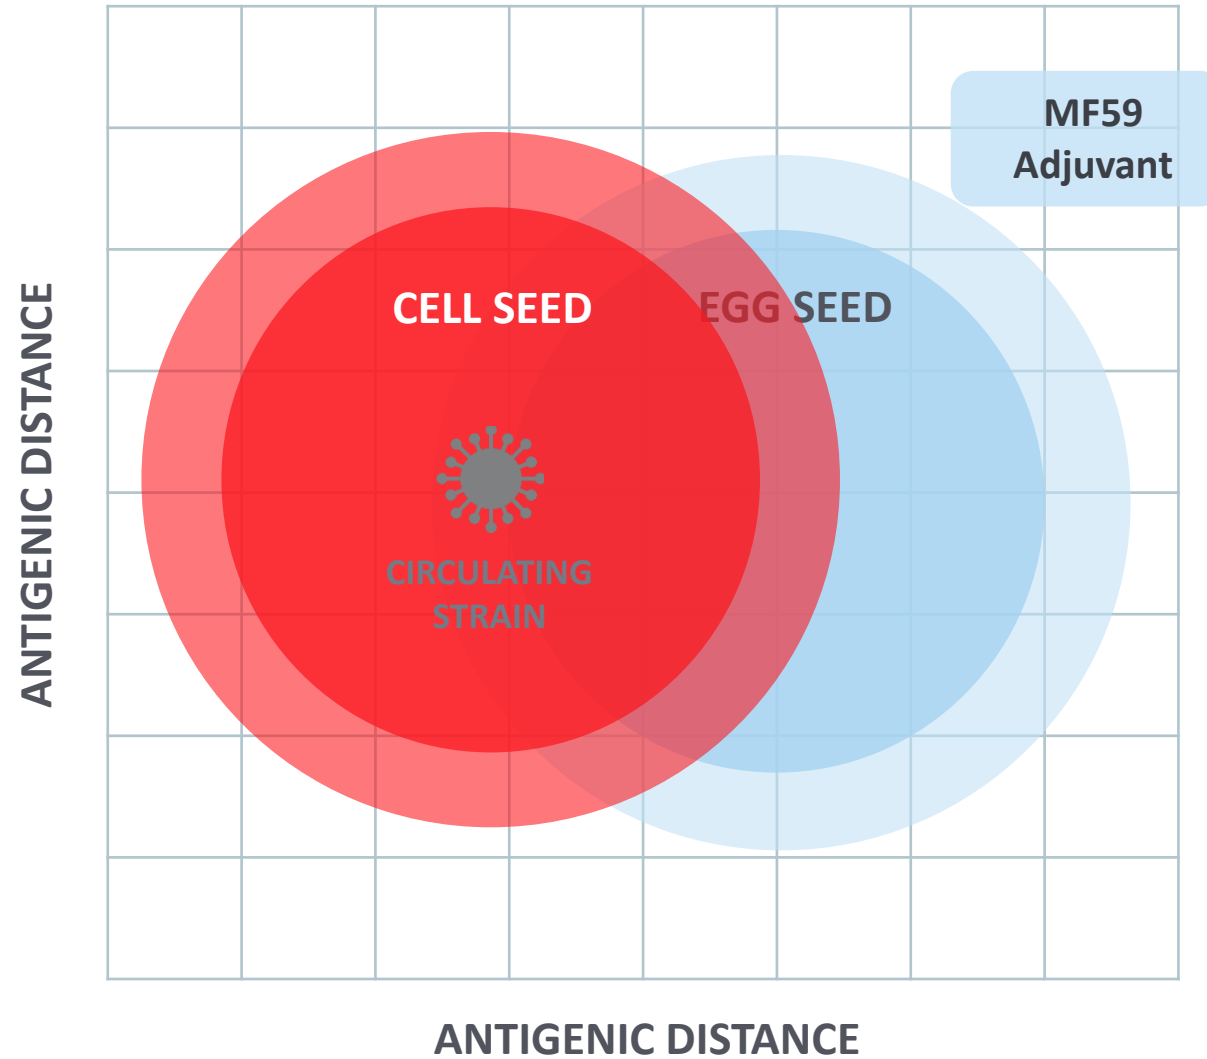 MF59
Adjuvant
CELL SEED
EGG SEED
CIRCULATING
STRAIN
ANTIGENIC DISTANCE
ANTIGENIC DISTANCE